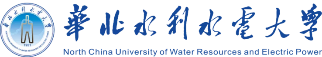 華北水利水電大學
North China University of Water Resources and Electric Power